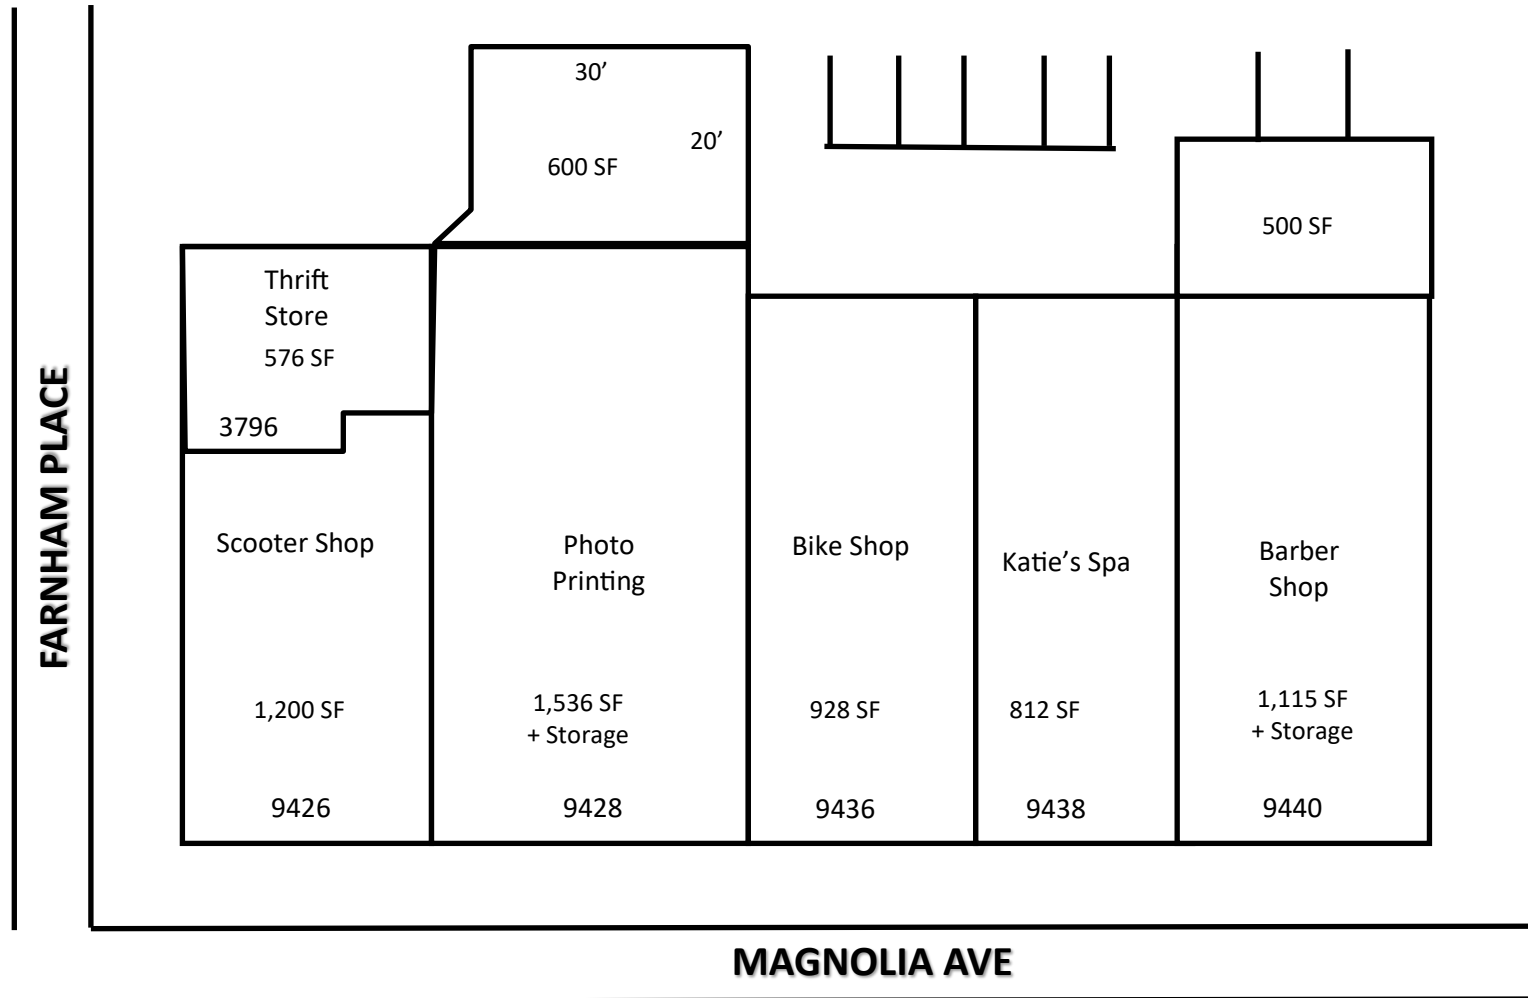 30’
20’
600 SF
500 SF
Thrift
Store
576 SF
3796
FARNHAM PLACE
Scooter Shop
1,200 SF
9426
Photo
Printing
1,536 SF
+ Storage
9428
Bike Shop
928 SF
9436
Katie’s Spa
812 SF
9438
Barber
Shop
1,115 SF
+ Storage
9440
MAGNOLIA AVE